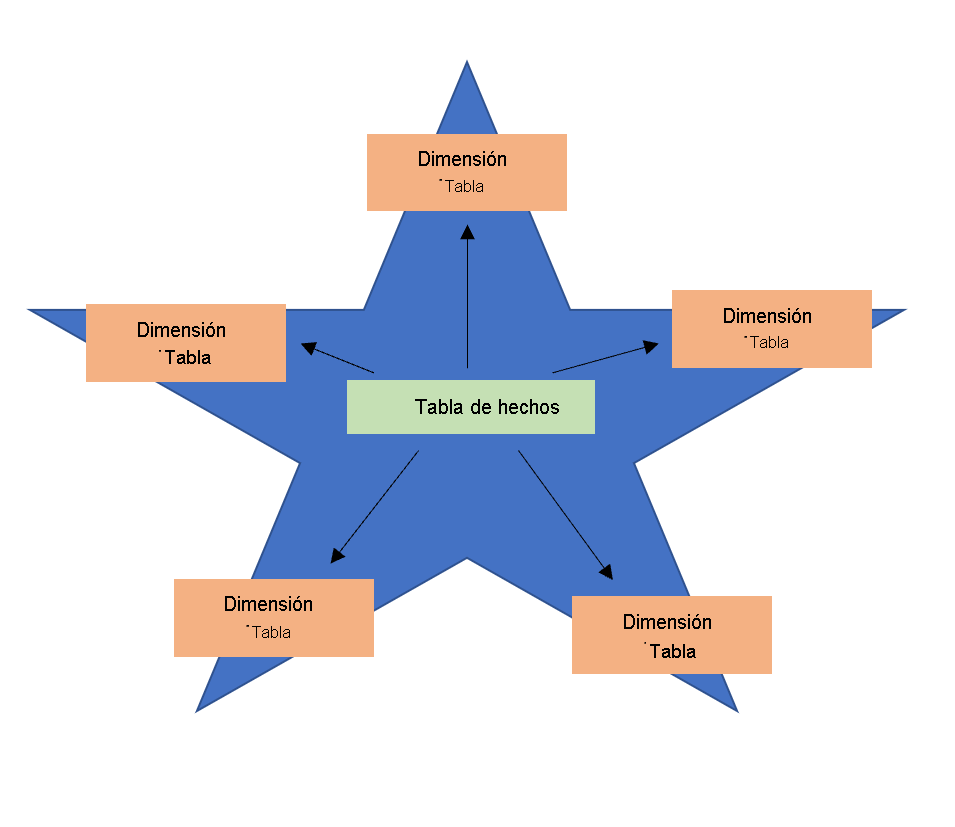 Dimensión
Tabla
Dimensión
Tabla
Dimensión
Tabla
Tabla de hechos
Dimensión
Tabla
Dimensión
Tabla